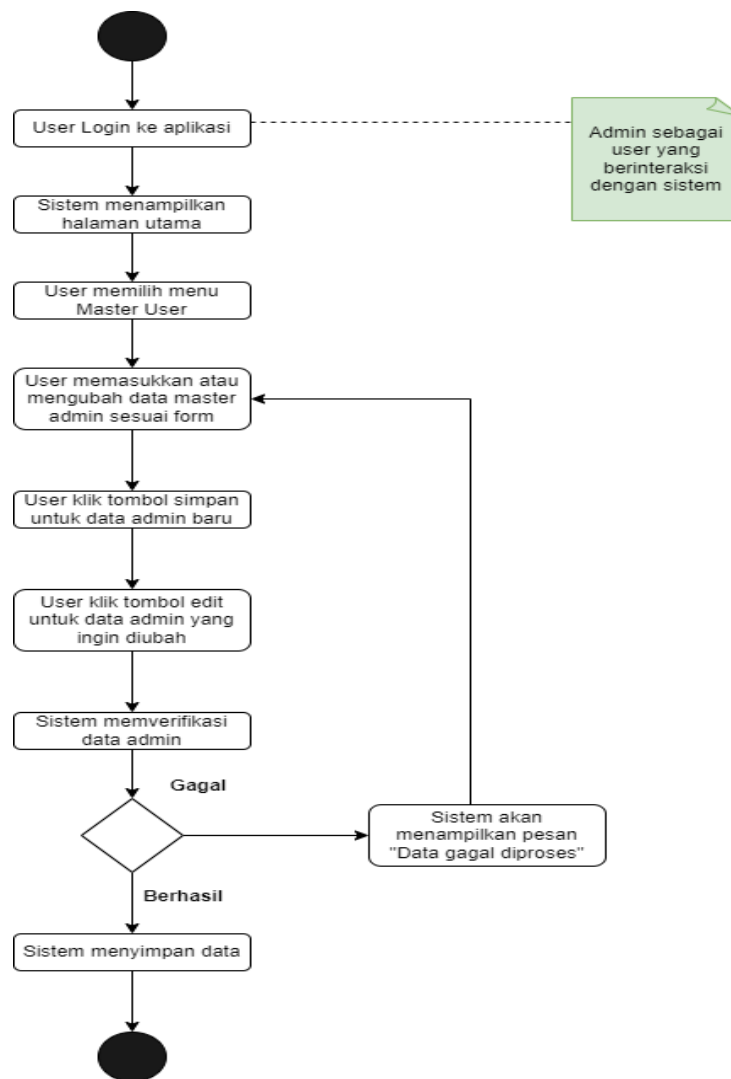 User Login ke aplikasi
Admin sebagai
user yang
berinteraksi
dengan sistem
Sistem menampilkan
halaman utama
User memilih menu
Master User
User memasukkan atau
mengubah data master
admin sesuai form
User klik tombol simpan
untuk data admin baru
User klik tombol edit
untuk data admin yang
ingin diubah
Sistem memverifikasi
data admin
Gagal
Sistem akan
menampilkan pesan
"Data gagal diproses"
Berhasil
Sistem menyimpan data